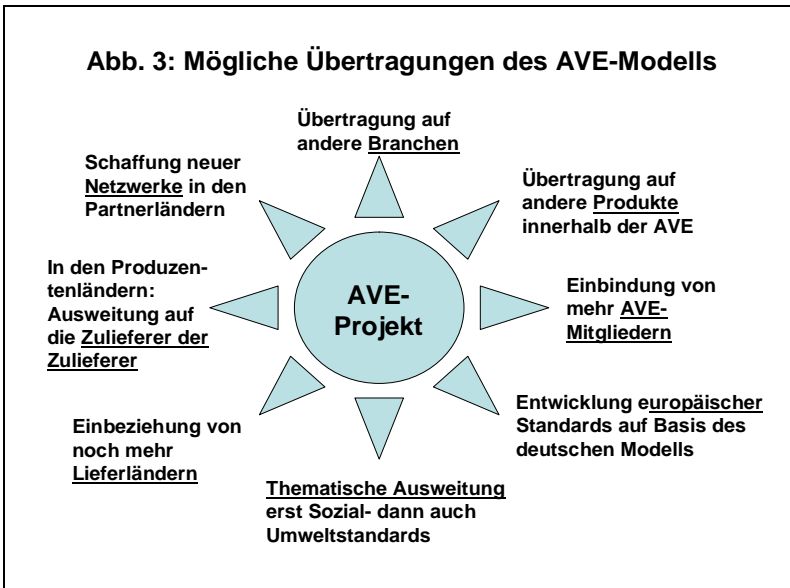 Abb. 3: Mögliche Übertragungen des AVE-Modells
Übertragung auf
andere Branchen
Übertragung auf
andere Produkte
innerhalb der AVE
Einbindung von
mehr AVE-
Mitgliedern
Entwicklung europäischer
Standards auf Basis des
deutschen Modells
Thematische Ausweitung
erst Sozial- dann auch
Umweltstandards
Einbeziehung von
noch mehr
Lieferländern
In den Produzen-
tenländern:
Ausweitung auf
die Zulieferer der
Zulieferer
Schaffung neuer
Netzwerke in den
Partnerländern
AVE-
Projekt